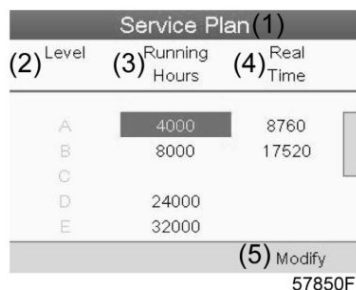 Service Plan(1)
(2) Level (3) Running Hours (4) Real Time
A 4000 8760
B 8000 17520
C
D 24000
E 32000
(5) Modify
57850F